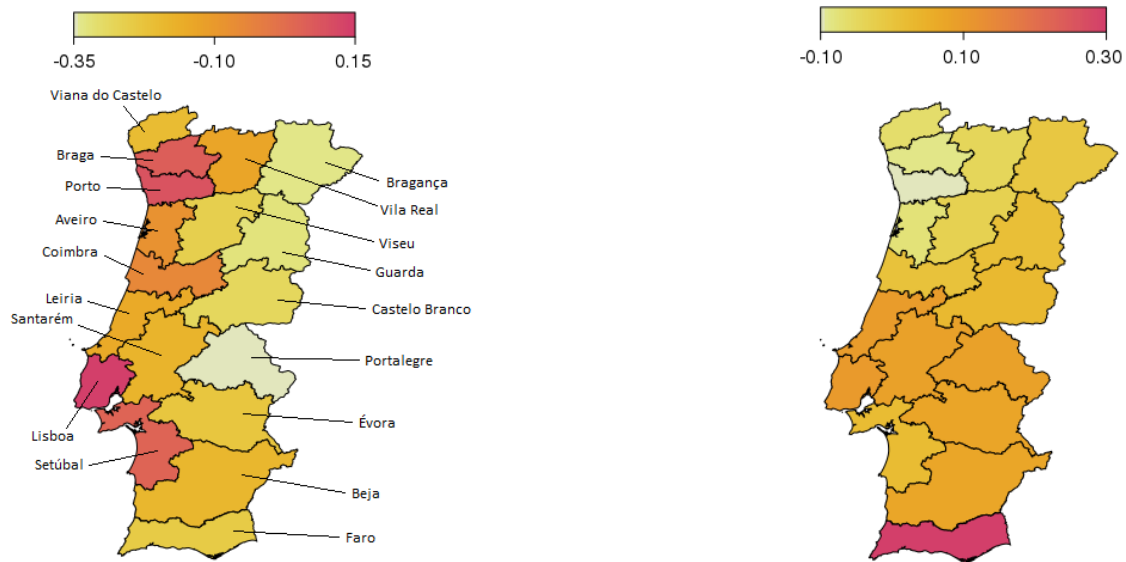 -0.35 -0.10 0.15
-0.10 0.10 0.30
Viana do Castelo
Braga
Porto
Aveiro
Coimbra
Leiria
Santarém
Lisboa
Setúbal
Bragança
Vila Real
Viseu
Guarda
Castelo Branco
Portalegre
Évora
Beja
Faro